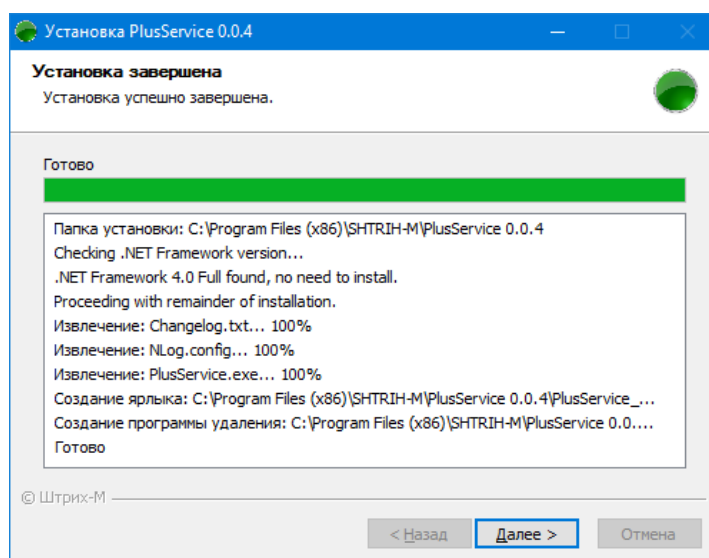 Установка PlusService 0.0.4
Установка завершена
Установка успешно завершена.
Готово
Папка установки: C:\Program Files (x86)\SHTRIH-M\PlusService 0.0.4
Checking .NET Framework version...
.NET Framework 4.0 Full found, no need to install.
Proceeding with remainder of installation.
Извлечение: Changelog.txt... 100%
Извлечение: NLog.config... 100%
Извлечение: PlusService.exe... 100%
Создание ярлыка: C:\Program Files (x86)\SHTRIH-M\PlusService 0.0.4\PlusService_...
Создание программы удаления: C:\Program Files (x86)\SHTRIH-M\PlusService 0.0....
Готово
© Штрих-М
< Назад Далее > Отмена